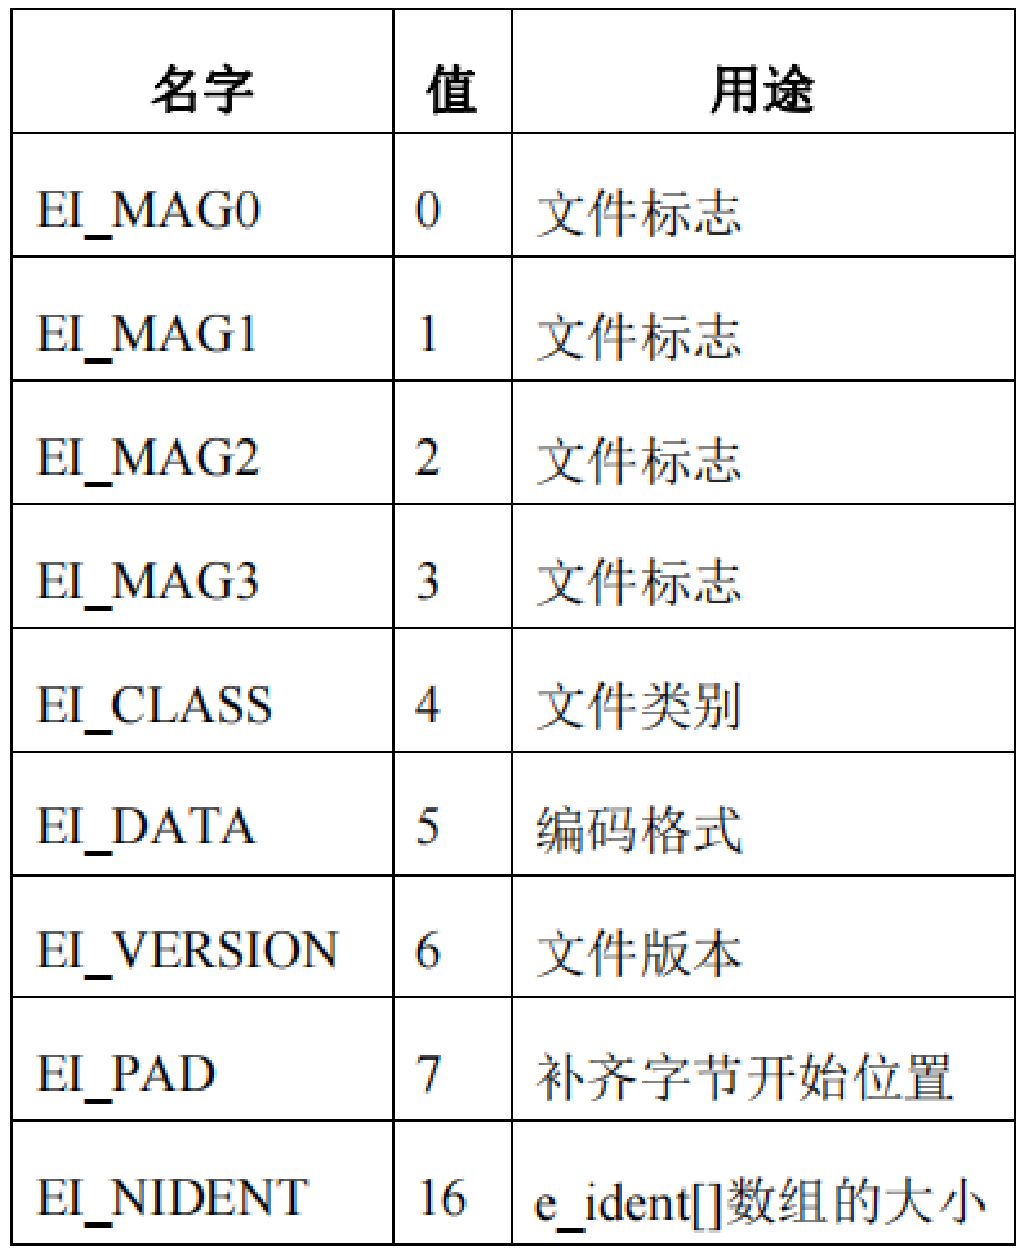 名字 值 用途
EI_MAG0 0 文件标志
EI_MAG1 1 文件标志
EI_MAG2 2 文件标志
EI_MAG3 3 文件标志
EI_CLASS 4 文件类别
EI_DATA 5 编码格式
EI_VERSION 6 文件版本
EI_PAD 7 补齐字节开始位置
EI_NIDENT 16 e_ident[]数组的大小